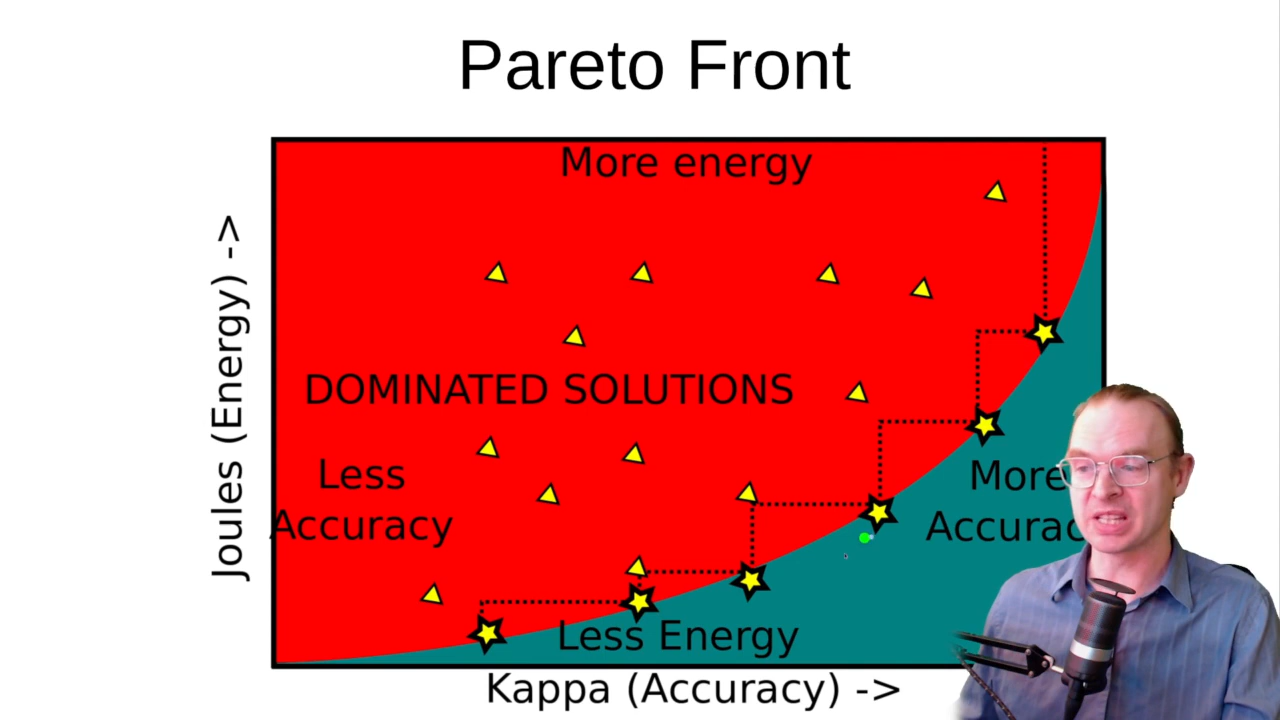 Pareto Front
More energy
Joules (Energy) ->
DOMINATED SOLUTIONS
Less
Accuracy
More
Less Energy
Kappa (Accuracy) ->